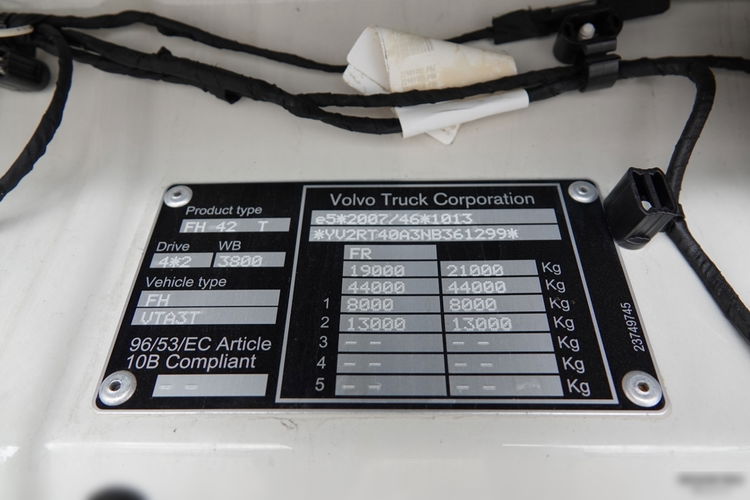 Product type
FH 42 T
Drive WB
4*2 3800
Vehicle type
FH
VTA3T
96/53/EC Article
10B Compliant
-- --
Volvo Truck Corporation
e5*2007/46*1013
*YV2RT40A3NB361299*
FR
19000 21000 Kg
44000 44000 Kg
1 8000 8000 Kg
2 13000 13000 Kg
3 -- -- -- -- Kg
4 -- -- -- -- Kg
5 -- -- -- -- Kg
23749745